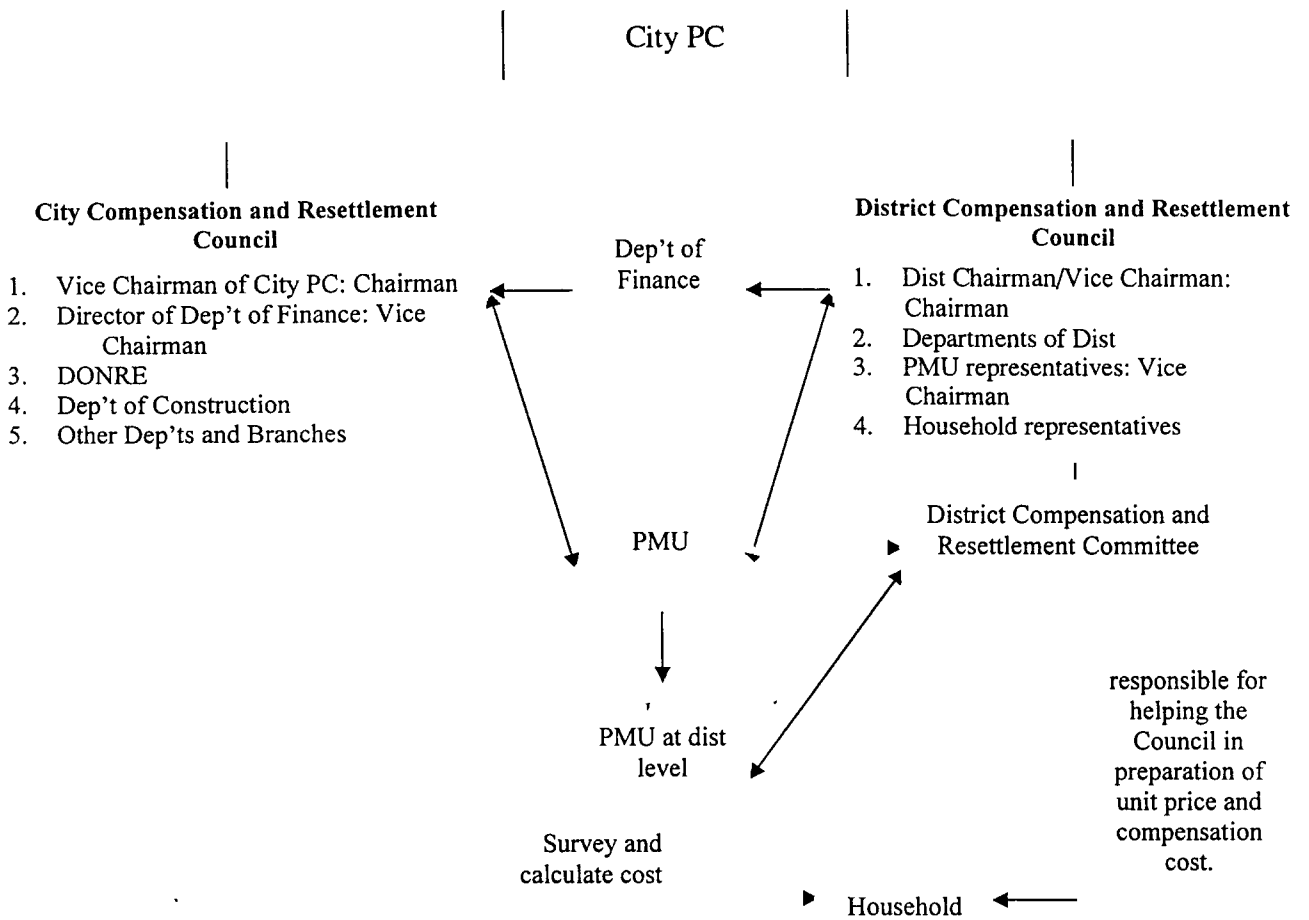 City PC
City Compensation and Resettlement
Council
1. Vice Chairman of City PC: Chairman
2. Director of Dep't of Finance: Vice
Chairman
3. DONRE
4. Dep't of Construction
5. Other Dep'ts and Branches
Dep't of
Finance
District Compensation and Resettlement
Council
1. Dist Chairman/Vice Chairman:
Chairman
2. Departments of Dist
3. PMU representatives: Vice
Chairman
4. Household representatives
PMU
District Compensation and
Resettlement Committee
PMU at dist
level
responsible for
helping the
Council in
preparation of
unit price and
compensation
cost.
Survey and
calculate cost
Household